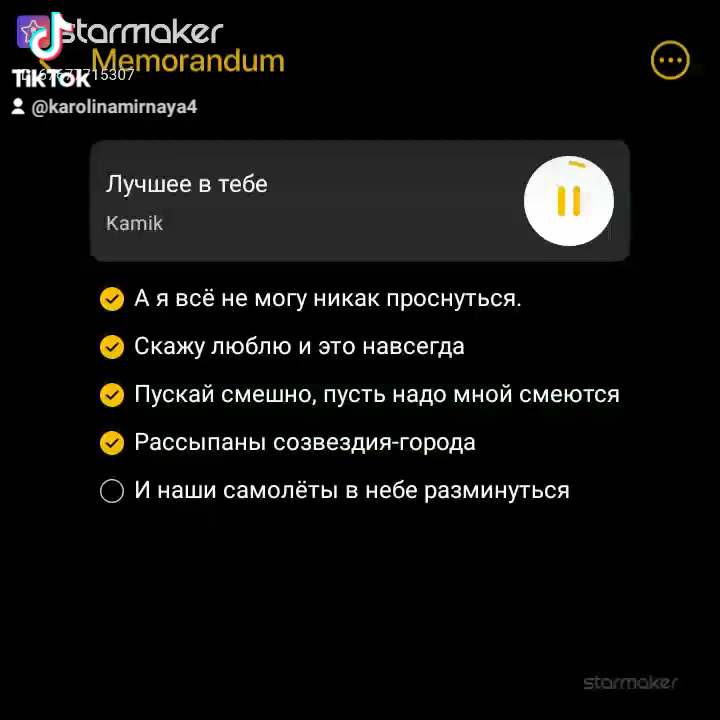 starmaker
Memorandum
TikTok
@karolinamirnaya4
Лучшее в тебе
Kamik
А я всё не могу никак проснуться.
Скажу люблю и это навсегда
Пускай смешно, пусть надо мной смеются
Рассыпаны созвездия-города
И наши самолёты в небе разминуться
starmaker